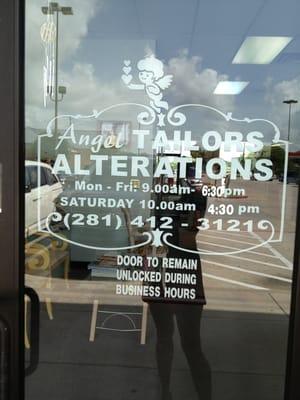 Angel TAILORS
ALTERATIONS
Mon - Fri 9.00am- 6:30pm
SATURDAY 10.00am 4:30 pm
(281) 412 - 3121
DOOR TO REMAIN
UNLOCKED DURING
BUSINESS HOURS